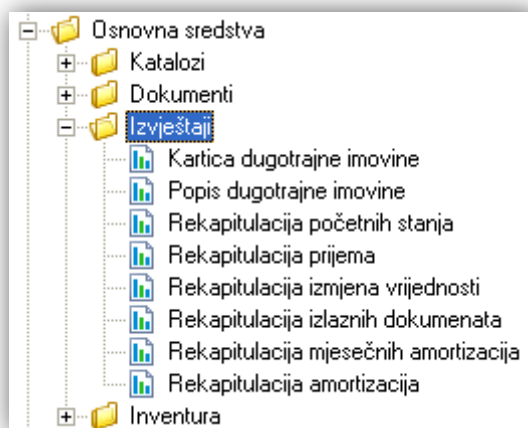 Osnovna sredstva
Katalozi
Dokumenti
Izvještaji
Kartica dugotrajne imovine
Popis dugotrajne imovine
Rekapitulacija početnih stanja
Rekapitulacija prijema
Rekapitulacija izmjena vrijednosti
Rekapitulacija izlaznih dokumenata
Rekapitulacija mjesečnih amortizacija
Rekapitulacija amortizacija
Inventura